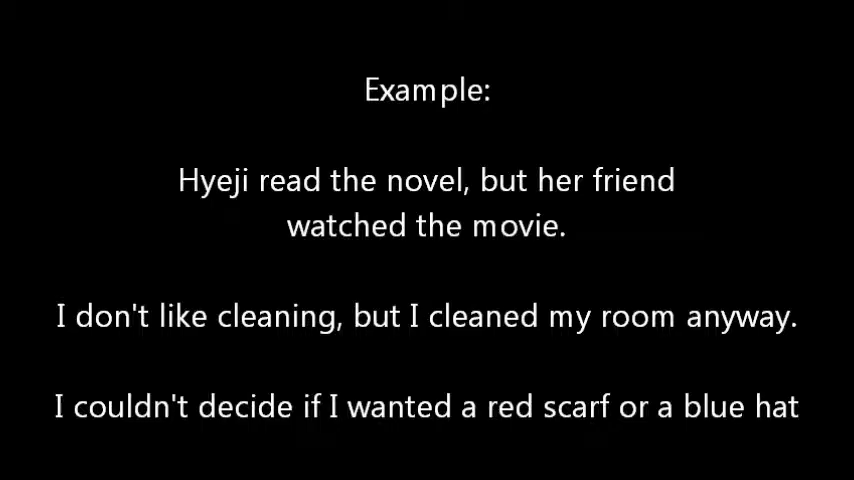 Example:
Hyeji read the novel, but her friend
watched the movie.
I don't like cleaning, but I cleaned my room anyway.
I couldn't decide if I wanted a red scarf or a blue hat